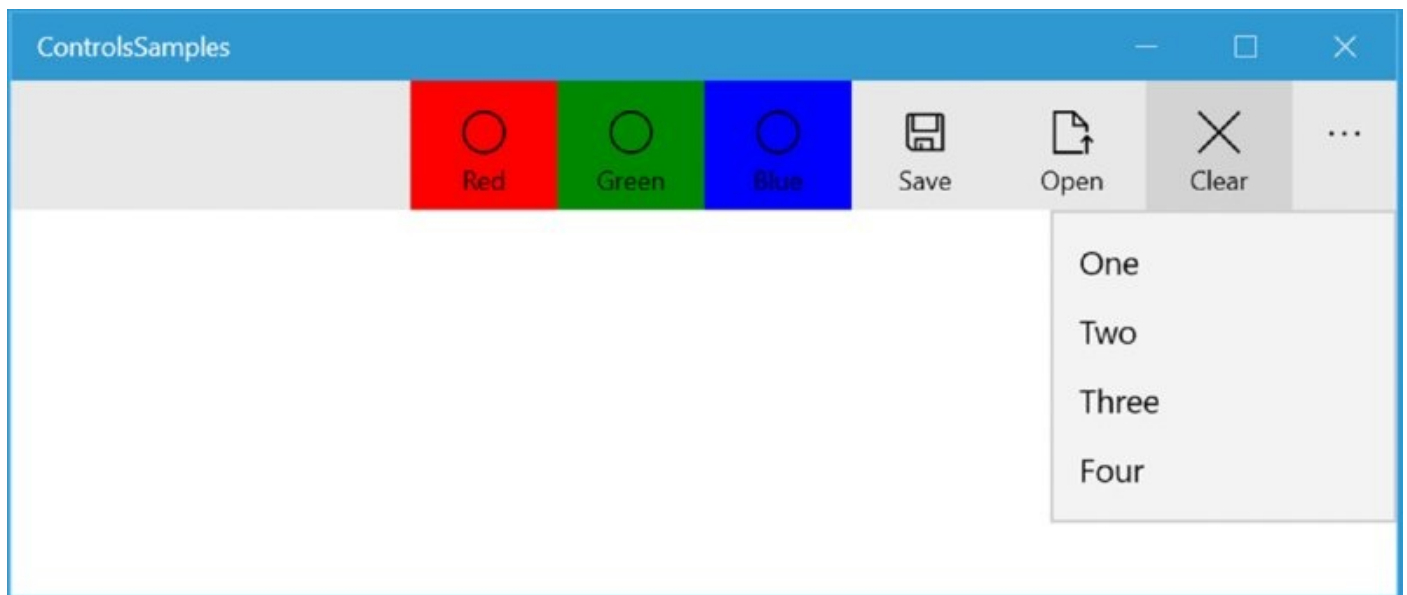 ControlsSamples
Red Green Blue Save Open Clear ...
One
Two
Three
Four